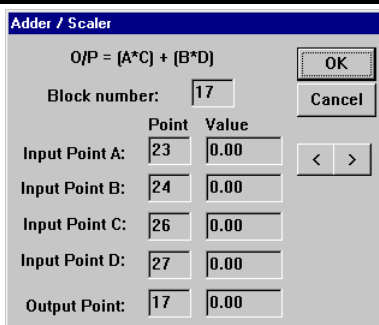 Adder / Scaler
O/P = (A*C) + (B*D)
OK
Block number: 17
Cancel
Point Value
Input Point A: 23 0.00
< >
Input Point B: 24 0.00
Input Point C: 26 0.00
Input Point D: 27 0.00
Output Point: 17 0.00